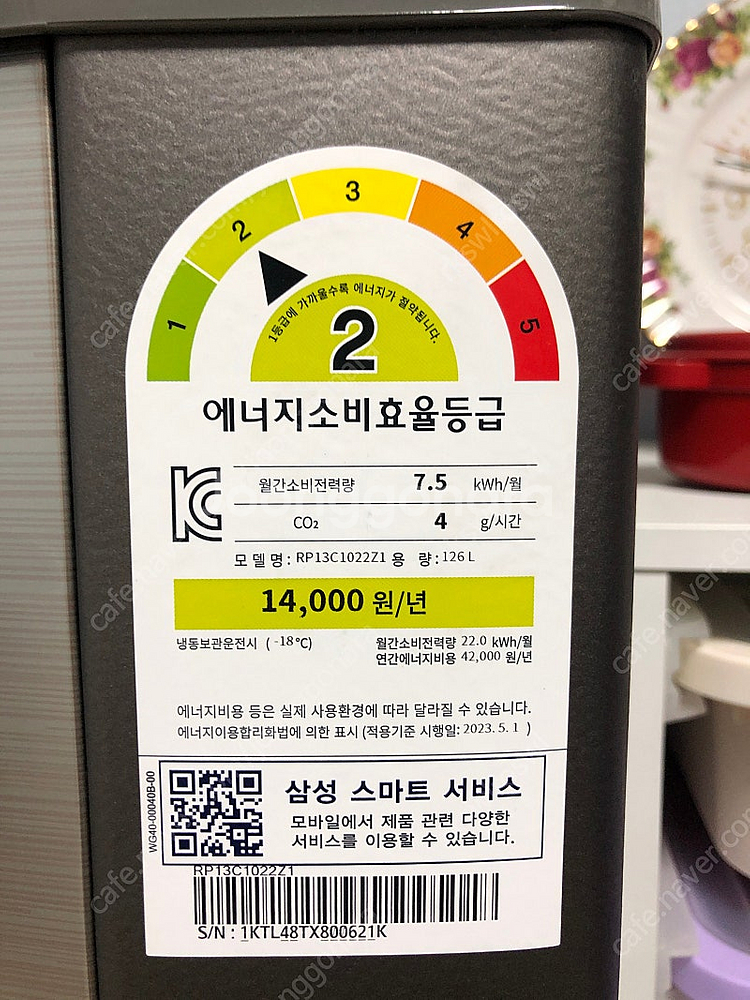 1 2 3 4 5
1등급에 가까울수록 에너지가 절약됩니다.
2
에너지소비효율등급
월간소비전력량 7.5 kWh/월
CO₂ 4 g/시간
모 델 명 : RP13C1022Z1 용 량 : 126 L
14,000 원/년
냉동보관운전시 ( -18°C) 월간소비전력량 22.0 kWh/월
연간에너지비용 42,000 원/년
에너지비용 등은 실제 사용환경에 따라 달라질 수 있습니다.
에너지이용합리화법에 의한 표시 (적용기준 시행일: 2023. 5. 1 )
WG40-00040B-00
삼성 스마트 서비스
모바일에서 제품 관련 다양한
서비스를 이용할 수 있습니다.
RP13C1022Z1
S/N : 1KTL48TX800621K
cafe.naver.com